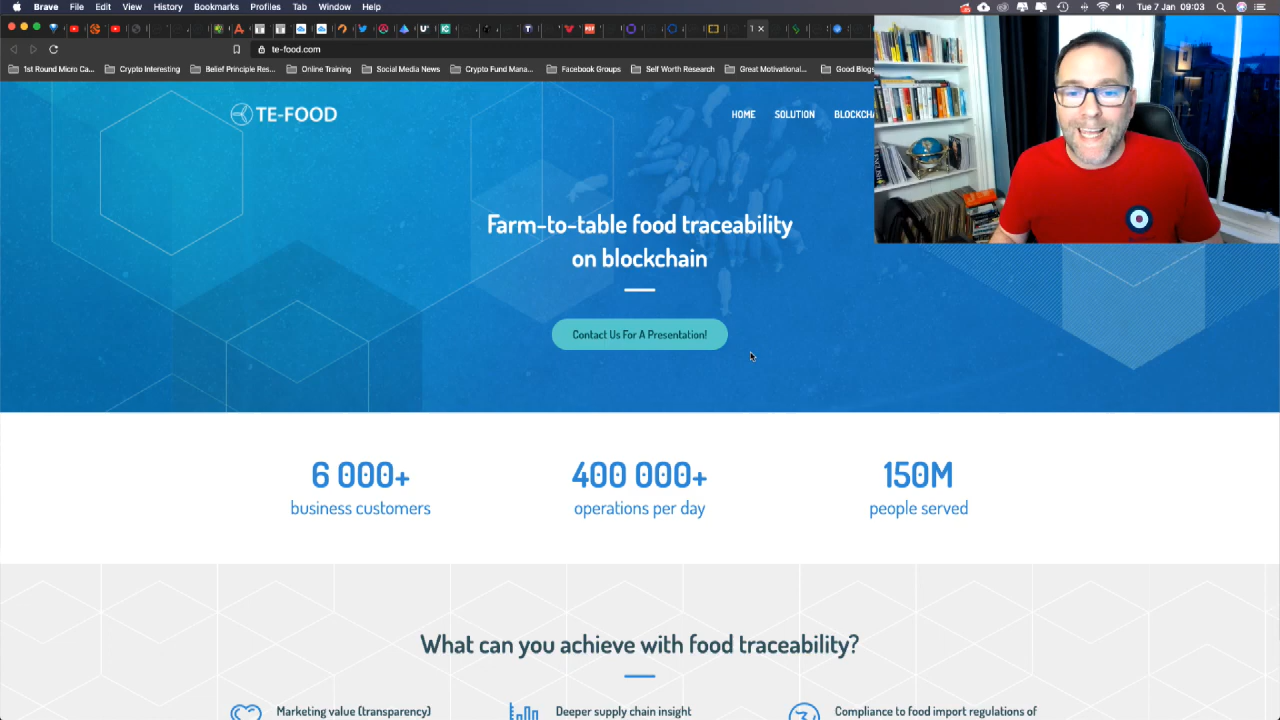 Brave File Edit View History Bookmarks Profiles Tab Window Help
Tue 7 Jan 09:03
te-food.com
1st Round Micro Ca...
Crypto Interesting
Belief Principle Res...
Online Training
Social Media News
Crypto Fund Mana...
Facebook Groups
Self Worth Research
Great Motivational...
Good Blog
TE-FOOD
HOME SOLUTION BLOCKCHA
Farm-to-table food traceability
on blockchain
Contact Us For A Presentation!
6 000+
business customers
400 000+
operations per day
150M
people served
What can you achieve with food traceability?
Marketing value (transparency)
Deeper supply chain insight
Compliance to food import regulations of